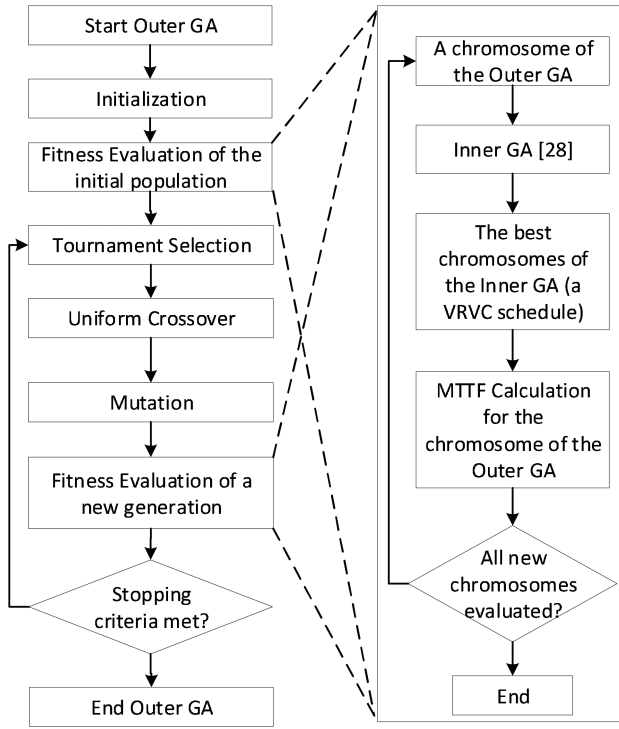 Start Outer GA
Initialization
Fitness Evaluation of the
initial population
Tournament Selection
Uniform Crossover
Mutation
Fitness Evaluation of a
new generation
Stopping
criteria met?
End Outer GA
A chromosome of
the Outer GA
Inner GA [28]
The best
chromosomes of
the Inner GA (a
VRVC schedule)
MTTF Calculation
for the
chromosome of the
Outer GA
All new
chromosomes
evaluated?
End